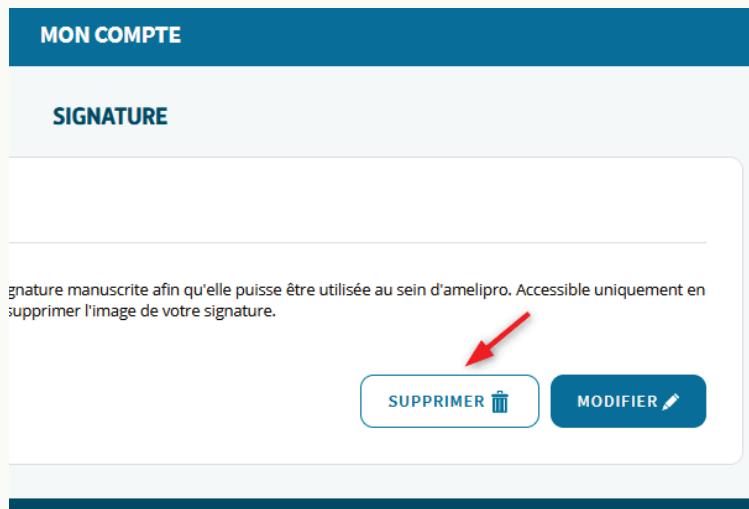 MON COMPTE
SIGNATURE
gnature manuscrite afin qu'elle puisse être utilisée au sein d'amelipro. Accessible uniquement en
supprimer l'image de votre signature.
SUPPRIMER
MODIFIER